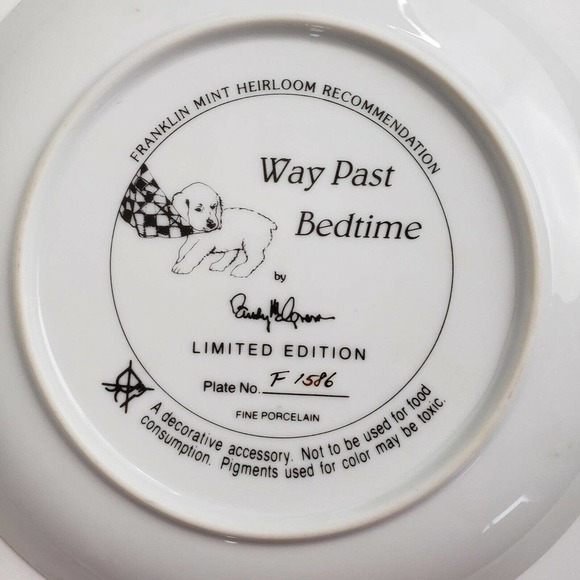 FRANKLIN MINT HEIRLOOM RECOMMENDATION
Way Past
Bedtime
by
LIMITED EDITION
Plate No. F 1586
FINE PORCELAIN
A decorative accessory. Not to be used for food
consumption. Pigments used for color may be toxic.